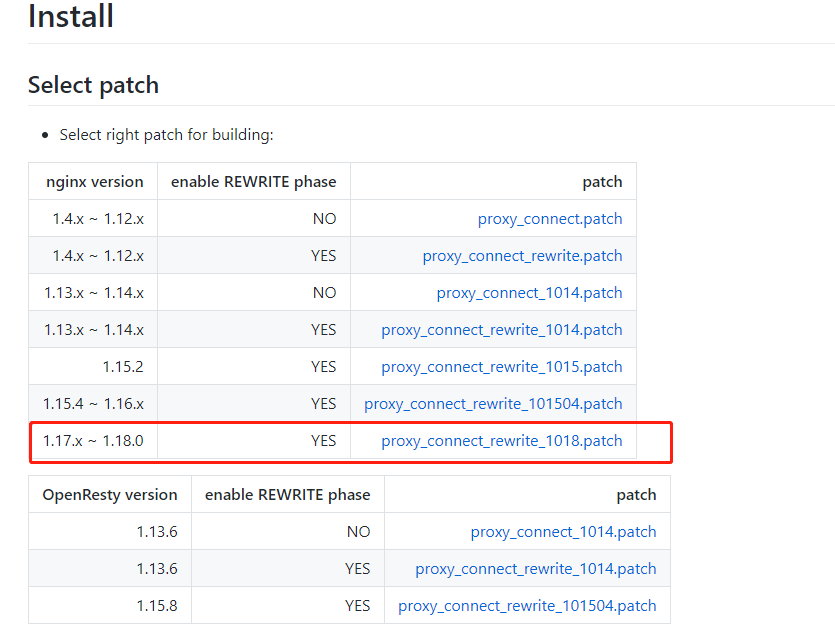 Install
Select patch
• Select right patch for building:
nginx version enable REWRITE phase patch
1.4.x ~ 1.12.x NO proxy_connect.patch
1.4.x ~ 1.12.x YES proxy_connect_rewrite.patch
1.13.x ~ 1.14.x NO proxy_connect_1014.patch
1.13.x ~ 1.14.x YES proxy_connect_rewrite_1014.patch
1.15.2 YES proxy_connect_rewrite_1015.patch
1.15.4 ~ 1.16.x YES proxy_connect_rewrite_101504.patch
1.17.x ~ 1.18.0 YES proxy_connect_rewrite_1018.patch
OpenResty version enable REWRITE phase patch
1.13.6 NO proxy_connect_1014.patch
1.13.6 YES proxy_connect_rewrite_1014.patch
1.15.8 YES proxy_connect_rewrite_101504.patch